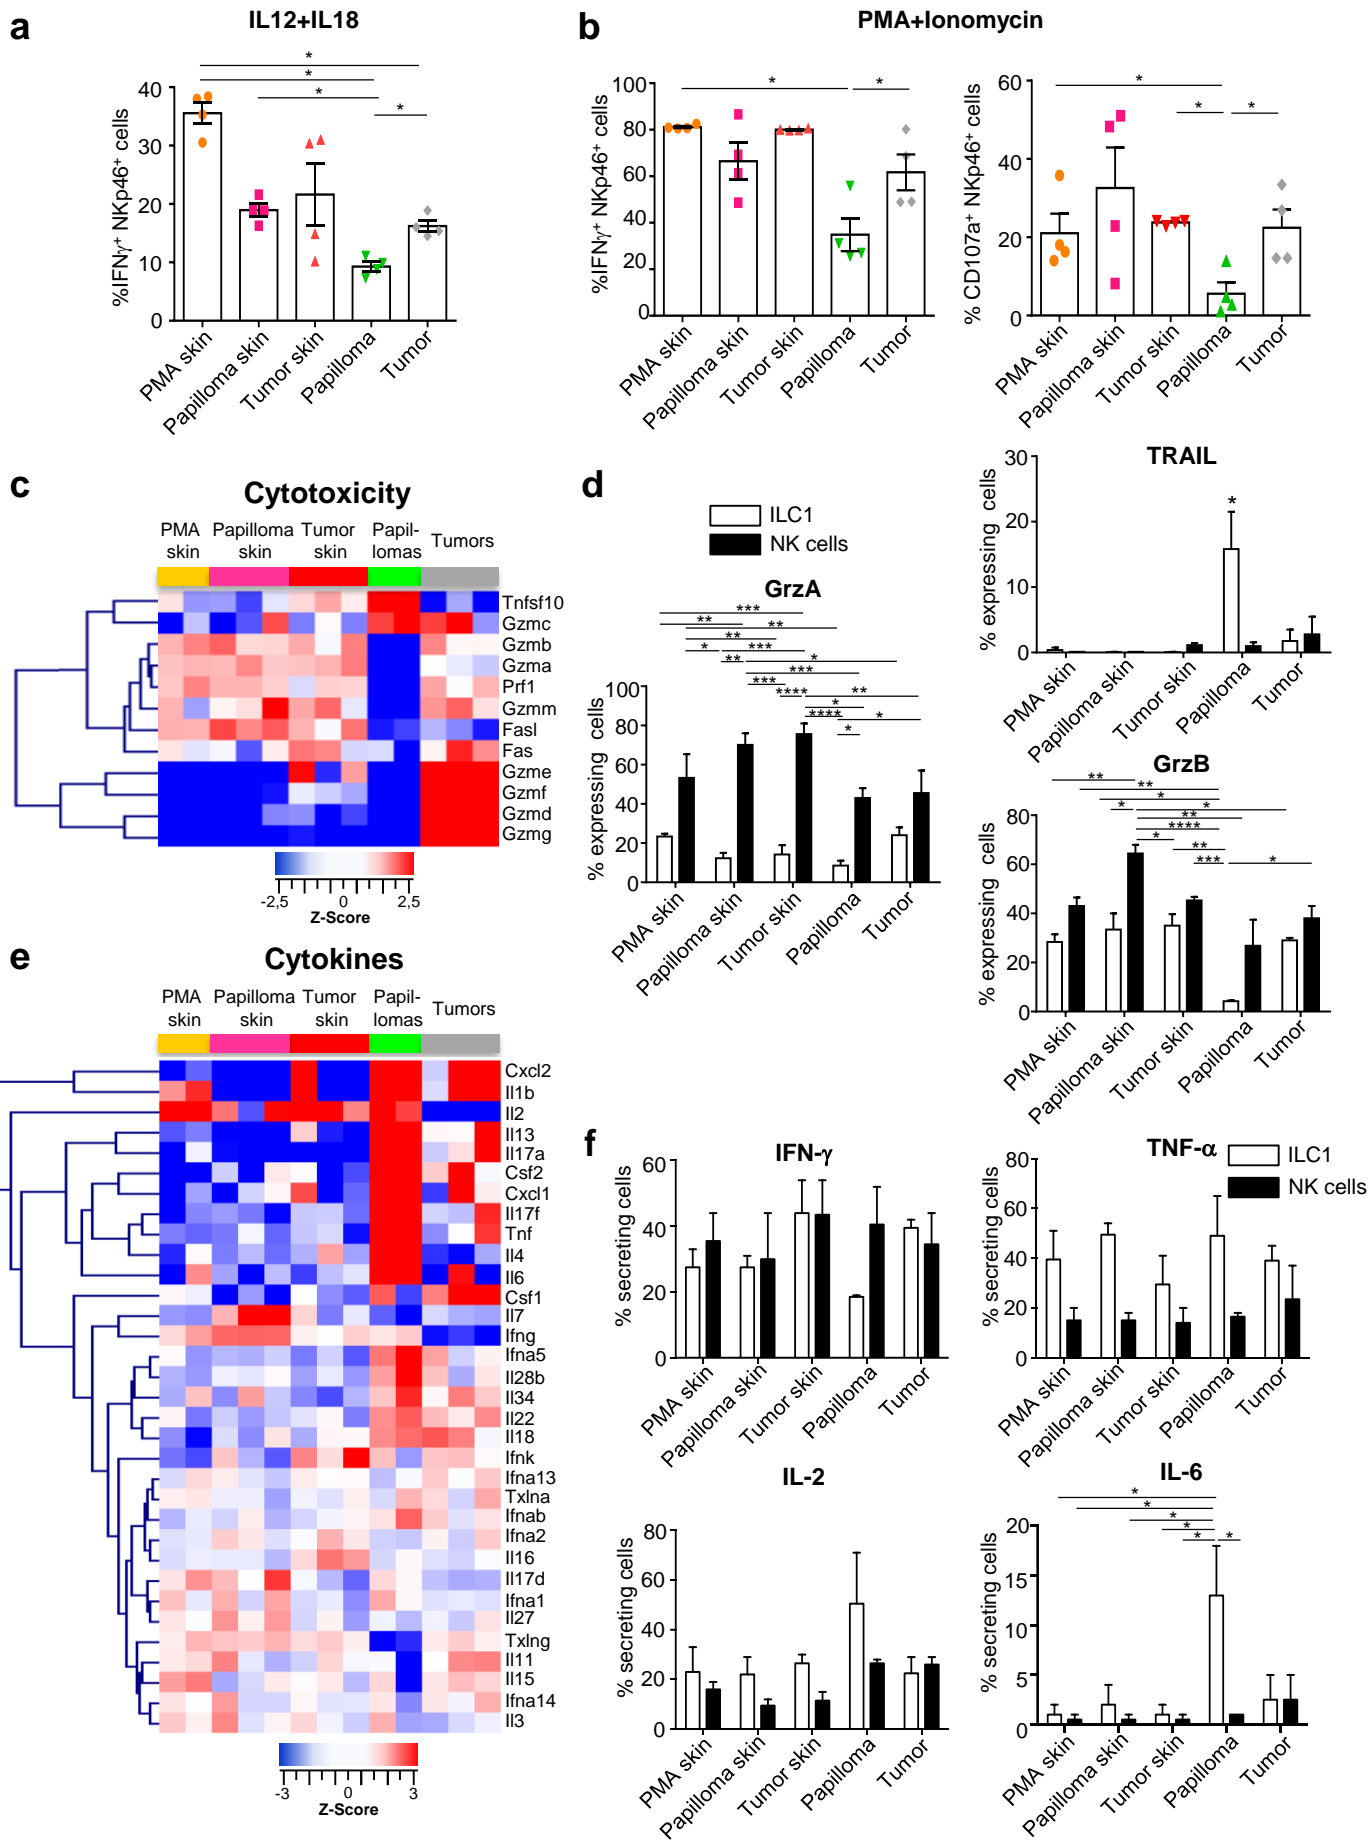 a
IL12+IL18
*
*
*
*
%IFNγ+ NKp46+ cells
40
30
20
10
0
PMA skin
Papilloma skin
Tumor skin
Papilloma
Tumor
b
PMA+Ionomycin
*
*
%IFNγ+ NKp46+ cells
100
80
60
40
20
0
PMA skin
Papilloma skin
Tumor skin
Papilloma
Tumor
*
*
*
% CD107a+ NKp46+ cells
60
40
20
0
PMA skin
Papilloma skin
Tumor skin
Papilloma
Tumor
c
Cytotoxicity
PMA skin
Papilloma skin
Tumor skin
Papil-lomas
Tumors
Tnfsf10
Gzmc
Gzmb
Gzma
Prf1
Gzmm
Fasl
Fas
Gzme
Gzmf
Gzmd
Gzmg
-2,5 0 2,5
Z-Score
d
ILC1
NK cells
GrzA
***
**
**
**
* ***
** *
***
***
**** **
*
**** *
*
% expressing cells
100
80
60
40
20
0
PMA skin
Papilloma skin
Tumor skin
Papilloma
Tumor
TRAIL
*
% expressing cells
30
20
10
0
PMA skin
Papilloma skin
Tumor skin
Papilloma
Tumor
GrzB
**
**
*
* *
**
****
*
**
*** *
% expressing cells
80
60
40
20
0
PMA skin
Papilloma skin
Tumor skin
Papilloma
Tumor
e
Cytokines
PMA skin
Papilloma skin
Tumor skin
Papil-lomas
Tumors
Cxcl2
Il1b
Il2
Il13
Il17a
Csf2
Cxcl1
Il17f
Tnf
Il4
Il6
Csf1
Il7
Ifng
Ifna5
Il28b
Il34
Il22
Il18
Ifnk
Ifna13
Txlna
Ifnab
Ifna2
Il16
Il17d
Ifna1
Il27
Txlng
Il11
Il15
Ifna14
Il3
-3 0 3
Z-Score
f
IFN-γ
% secreting cells
60
40
20
0
PMA skin
Papilloma skin
Tumor skin
Papilloma
Tumor
TNF-α
ILC1
NK cells
% secreting cells
80
60
40
20
0
PMA skin
Papilloma skin
Tumor skin
Papilloma
Tumor
IL-2
% secreting cells
80
60
40
20
0
PMA skin
Papilloma skin
Tumor skin
Papilloma
Tumor
IL-6
*
*
*
*
* *
% secreting cells
20
15
10
5
0
PMA skin
Papilloma skin
Tumor skin
Papilloma
Tumor